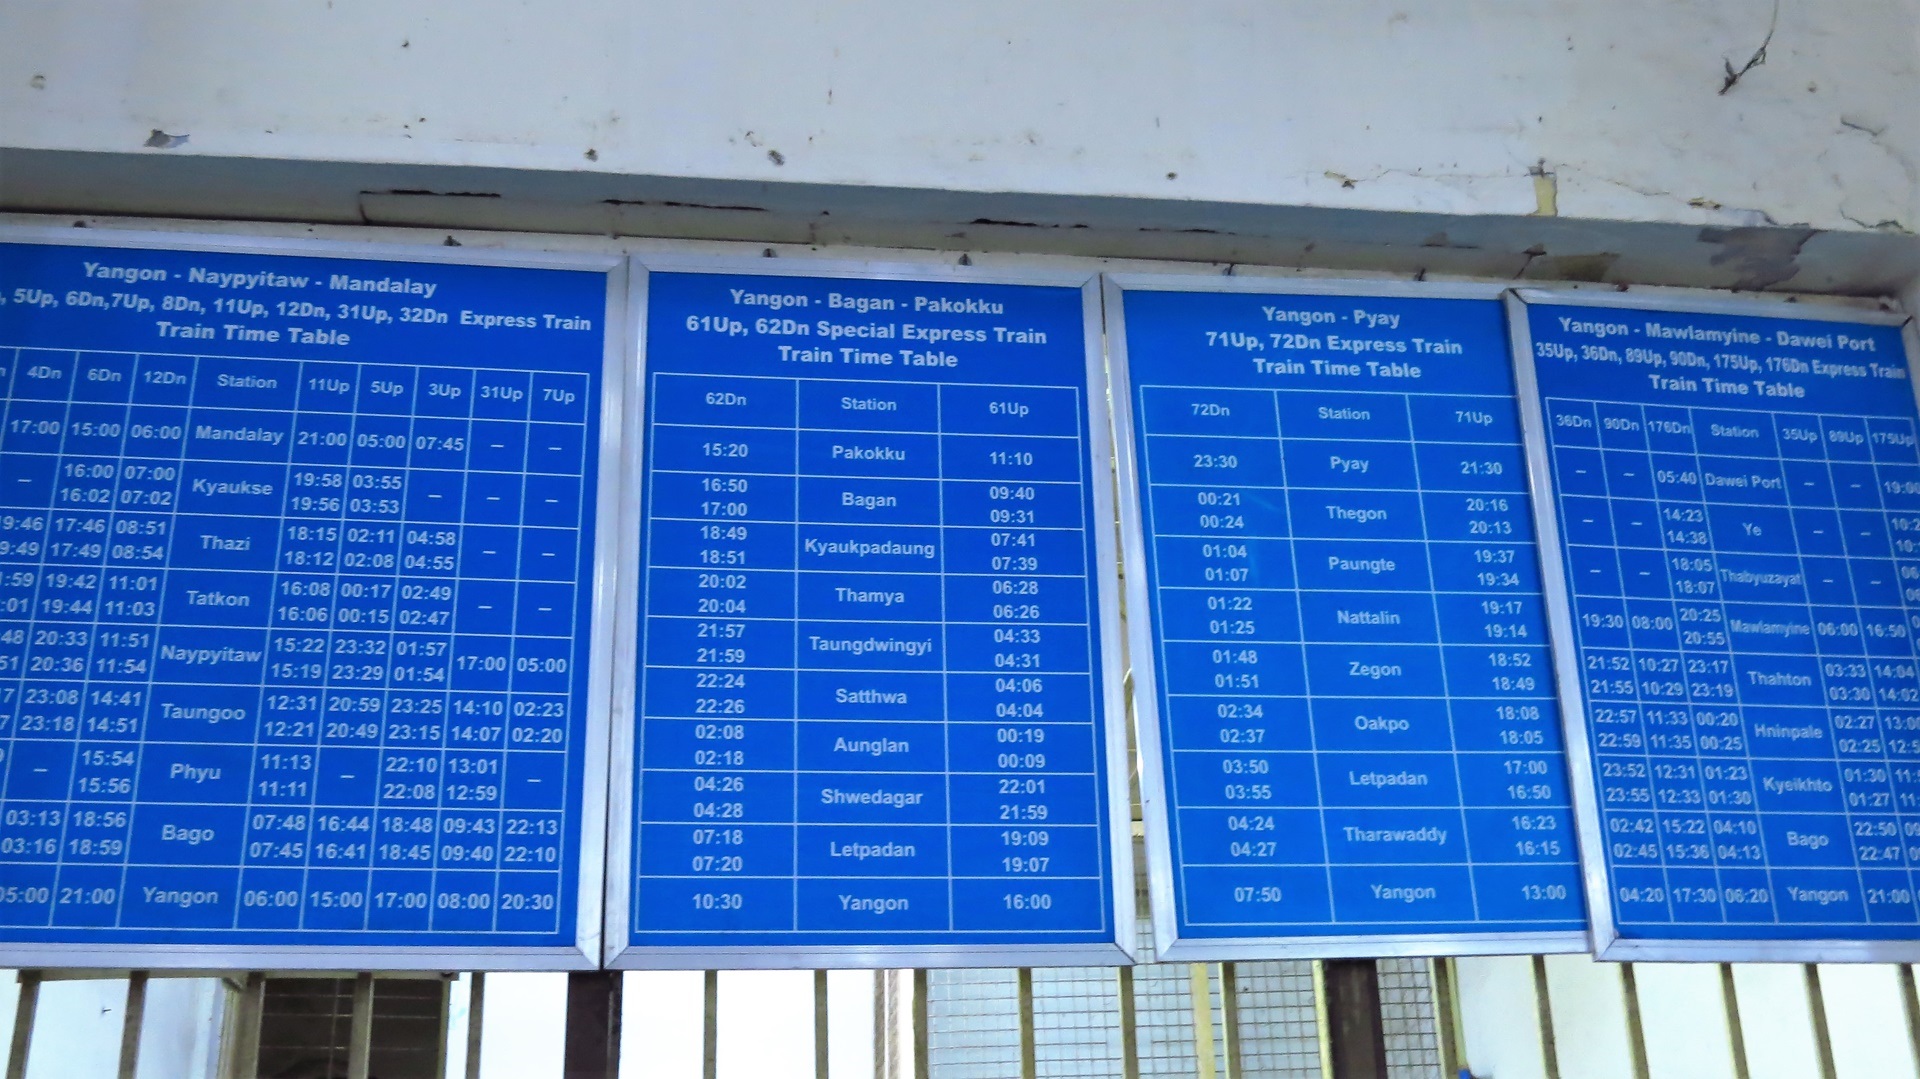 Yangon - Naypyitaw - Mandalay
5Up, 6Dn,7Up, 8Dn, 11Up, 12Dn, 31Up, 32Dn Express Train
Train Time Table
4Dn 6Dn 12Dn Station 11Up 5Up 3Up 31Up 7Up
17:00 15:00 06:00 Mandalay 21:00 05:00 07:45 – –
– 16:00 07:00 Kyaukse 19:58 03:55 – – –
16:02 07:02 19:56 03:53
17:46 08:51 Thazi 18:15 02:11 04:58 – –
17:49 08:54 18:12 02:08 04:55
19:42 11:01 Tatkon 16:08 00:17 02:49 – –
19:44 11:03 16:06 00:15 02:47
20:33 11:51 Naypyitaw 15:22 23:32 01:57 17:00 05:00
20:36 11:54 15:19 23:29 01:54
23:08 14:41 Taungoo 12:31 20:59 23:25 14:10 02:23
23:18 14:51 12:21 20:49 23:15 14:07 02:20
– 15:54 Phyu 11:13 – 22:10 13:01 –
15:56 11:11 22:08 12:59
03:13 18:56 Bago 07:48 16:44 18:48 09:43 22:13
03:16 18:59 07:45 16:41 18:45 09:40 22:10
05:00 21:00 Yangon 06:00 15:00 17:00 08:00 20:30
Yangon - Bagan - Pakokku
61Up, 62Dn Special Express Train
Train Time Table
62Dn Station 61Up
15:20 Pakokku 11:10
16:50 Bagan 09:40
17:00 09:31
18:49 Kyaukpadaung 07:41
18:51 07:39
20:02 Thamya 06:28
20:04 06:26
21:57 Taungdwingyi 04:33
21:59 04:31
22:24 Satthwa 04:06
22:26 04:04
02:08 Aunglan 00:19
02:18 00:09
04:26 Shwedagar 22:01
04:28 21:59
07:18 Letpadan 19:09
07:20 19:07
10:30 Yangon 16:00
Yangon - Pyay
71Up, 72Dn Express Train
Train Time Table
72Dn Station 71Up
23:30 Pyay 21:30
00:21 Thegon 20:16
00:24 20:13
01:04 Paungte 19:37
01:07 19:34
01:22 Nattalin 19:17
01:25 19:14
01:48 Zegon 18:52
01:51 18:49
02:34 Oakpo 18:08
02:37 18:05
03:50 Letpadan 17:00
03:55 16:50
04:24 Tharawaddy 16:23
04:27 16:15
07:50 Yangon 13:00
Yangon - Mawlamyine - Dawei Port
35Up, 36Dn, 89Up, 90Dn, 175Up, 176Dn Express Train
Train Time Table
36Dn 90Dn 176Dn Station 35Up 89Up 175Up
– – 05:40 Dawei Port – – 19:00
– – 14:23 Ye – –
14:38
– – 18:05 Thabyuzayat – –
18:07
19:30 08:00 20:25 Mawlamyine 06:00 16:50
20:55
21:52 10:27 23:17 Thahton 03:33 14:04
21:55 10:29 23:19 03:30 14:02
22:57 11:33 00:20 Hninpale 02:27 13:00
22:59 11:35 00:25 02:25
23:52 12:31 01:23 Kyeikhto 01:30
23:55 12:33 01:30 01:27
02:42 15:22 04:10 Bago 22:50
02:45 15:36 04:13 22:47
04:20 17:30 06:20 Yangon 21:00